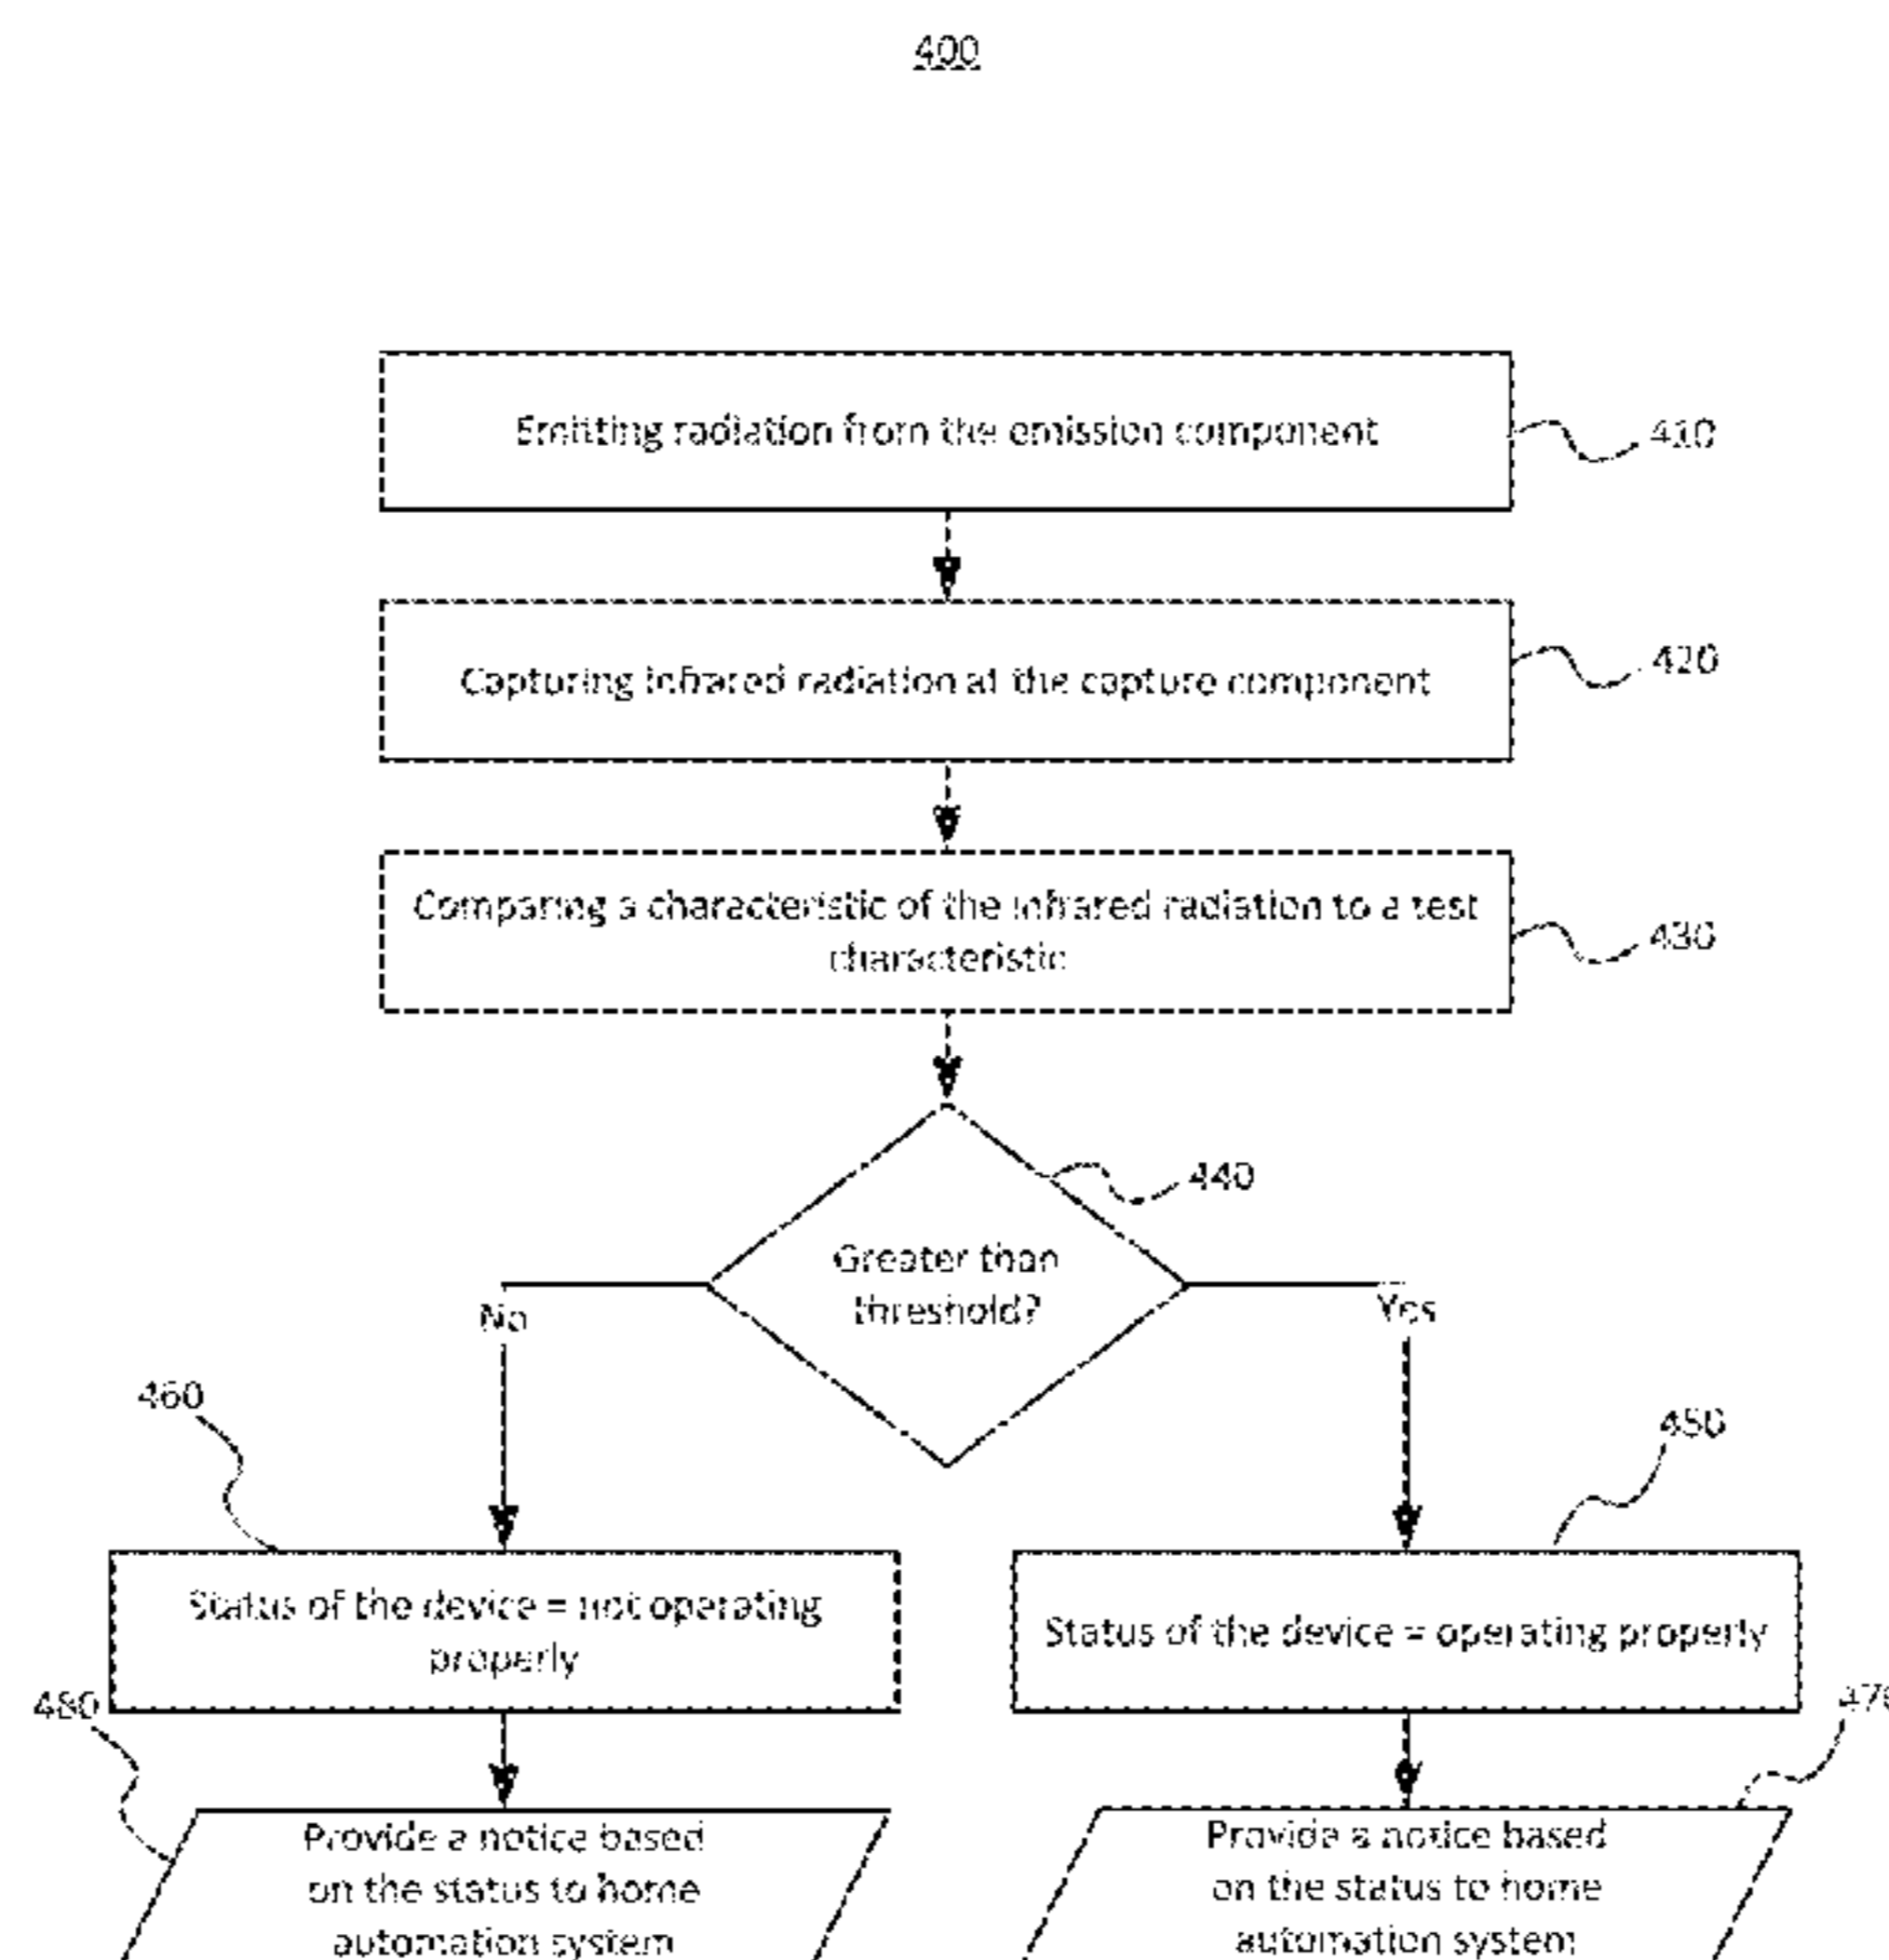 400
Emitting radiation from the emission component
410
Capturing infrared radiation at the capture component
420
Comparing a characteristic of the infrared radiation to a test
characteristic
430
440
Greater than
threshold?
No
Yes
460
450
Status of the device = not operating
properly
Status of the device = operating properly
480
470
Provide a notice based
on the status to home
automation system
Provide a notice based
on the status to home
automation system